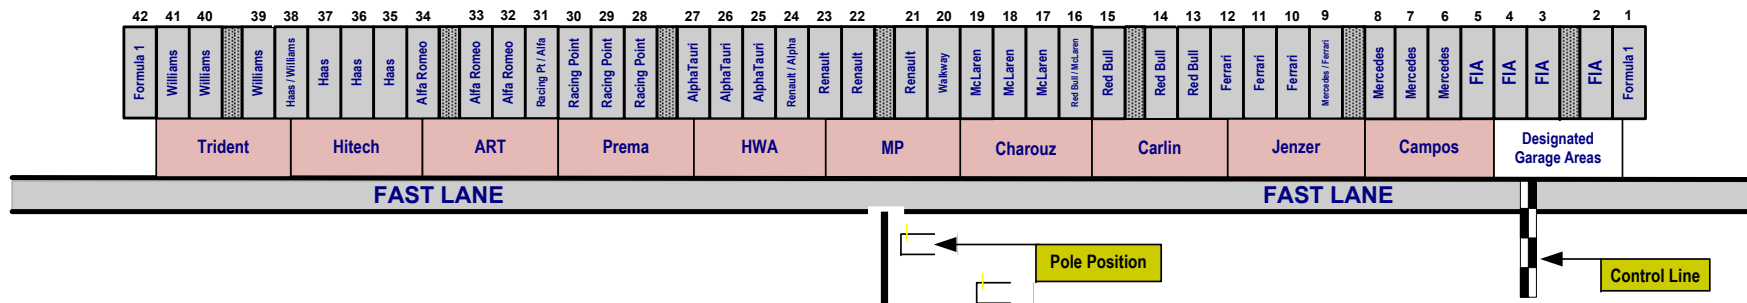 42 41 40 39 38 37 36 35 34 33 32 31 30 29 28 27 26 25 24 23 22 21 20 19 18 17 16 15 14 13 12 11 10 9 8 7 6 5 4 3 2 1
Formula 1
Williams
Williams
Williams
Haas / Williams
Haas
Haas
Haas
Alfa Romeo
Alfa Romeo
Alfa Romeo
Racing Pt / Alfa
Racing Point
Racing Point
Racing Point
AlphaTauri
AlphaTauri
AlphaTauri
Renault / Alpha
Renault
Renault
Renault
Walkway
McLaren
McLaren
McLaren
Red Bull / McLaren
Red Bull
Red Bull
Red Bull
Ferrari
Ferrari
Ferrari
Mercedes / Ferrari
Mercedes
Mercedes
Mercedes
FIA
FIA
FIA
FIA
Formula 1
Trident
Hitech
ART
Prema
HWA
MP
Charouz
Carlin
Jenzer
Campos
Designated
Garage Areas
FAST LANE
FAST LANE
Pole Position
Control Line